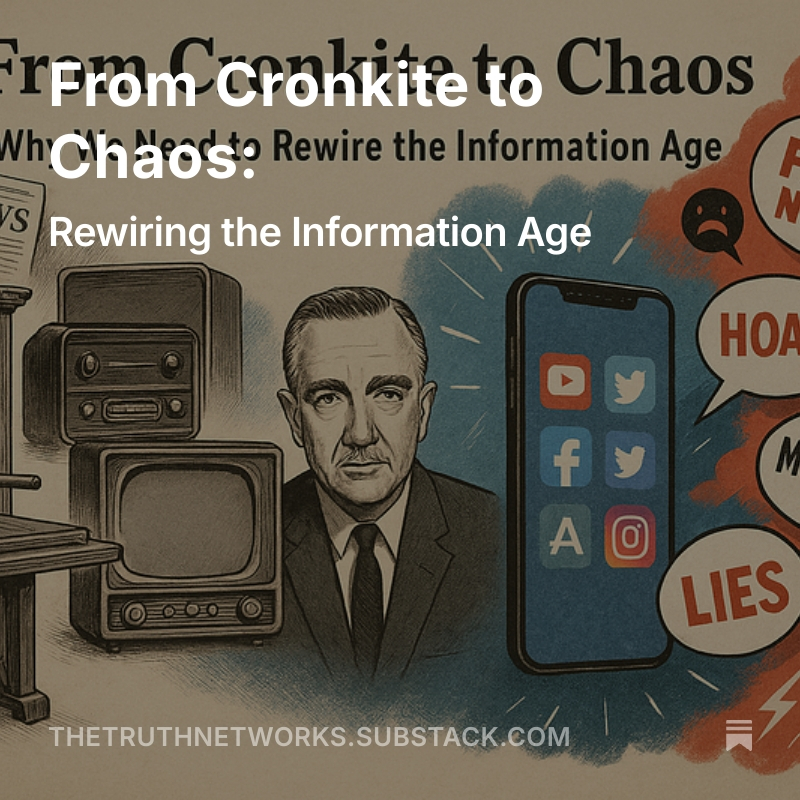 From Cronkite to Chaos
From Cronkite to
Chaos:
Why We Need to Rewire the Information Age
Rewiring the Information Age
WS
HOA
LIES
THETRUTHNETWORKS.SUBSTACK.COM